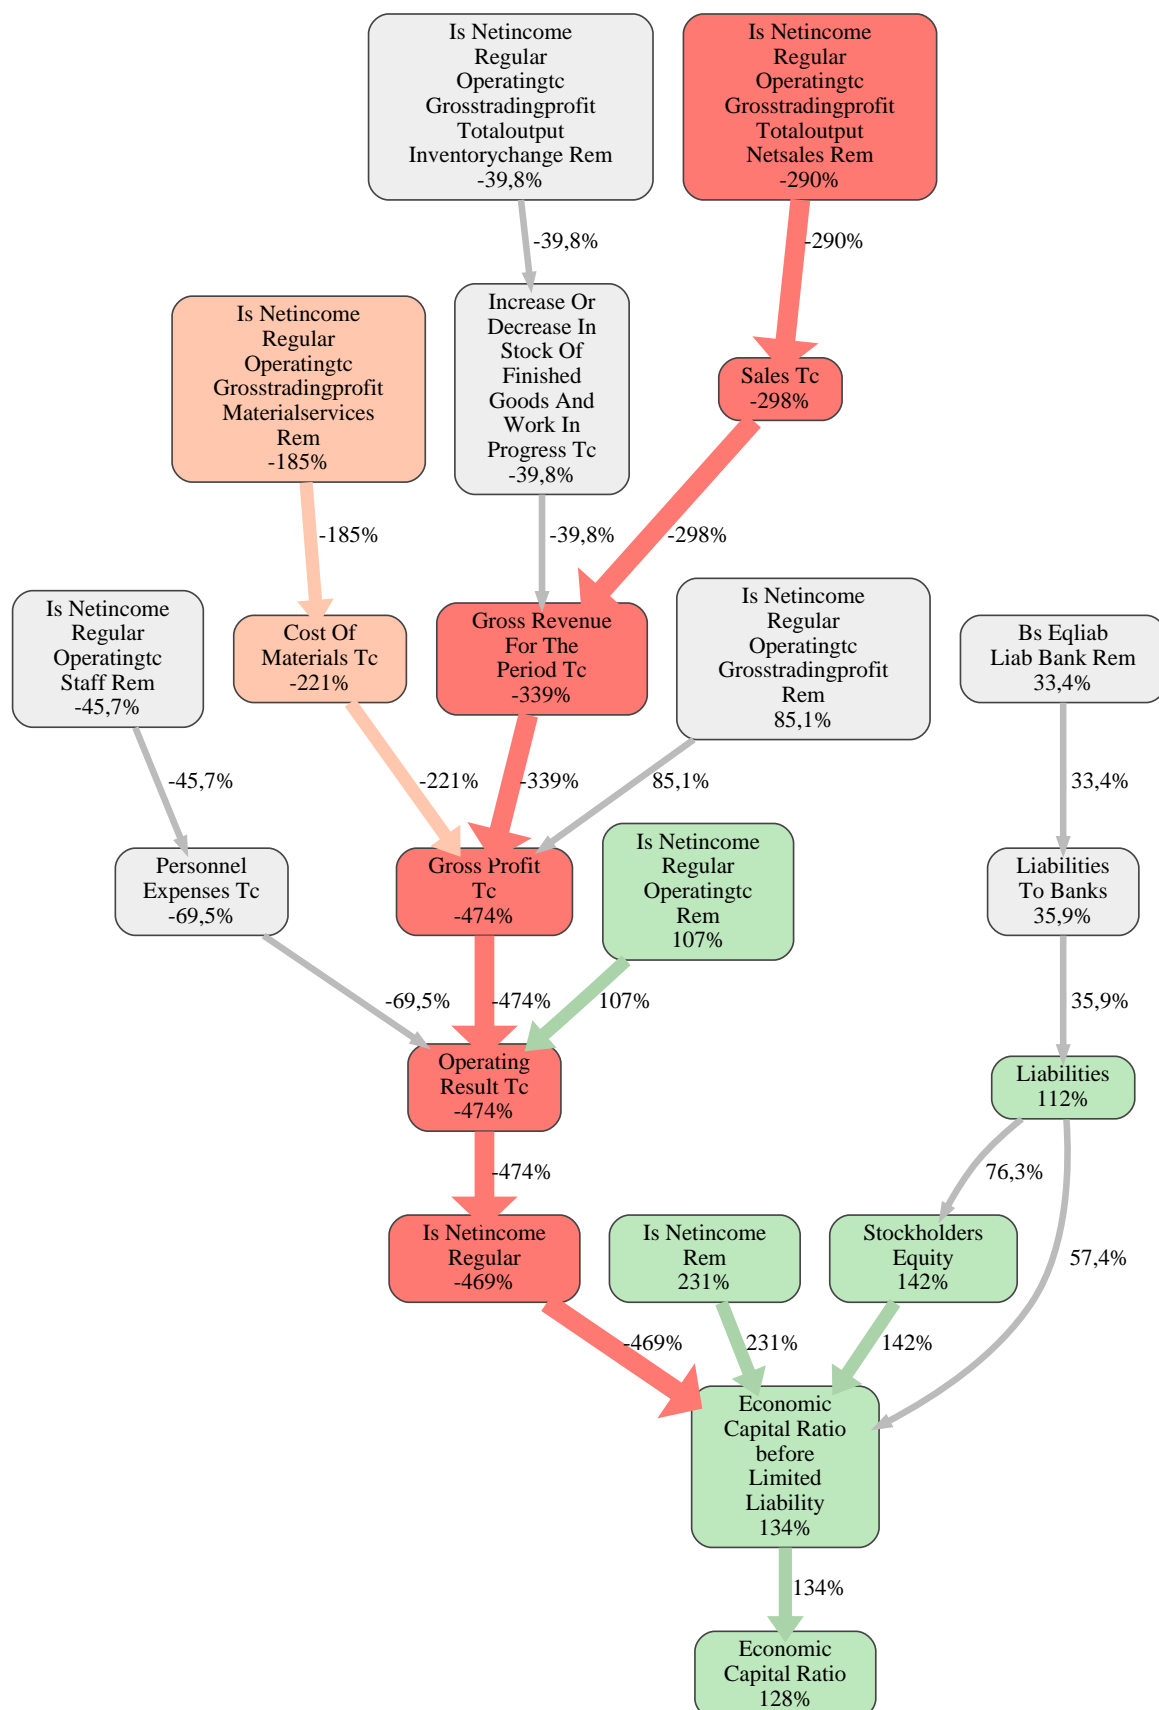 Is Netincome
Regular
Operatingtc
Grosstradingprofit
Totaloutput
Inventorychange Rem
-39,8%
Is Netincome
Regular
Operatingtc
Grosstradingprofit
Totaloutput
Netsales Rem
-290%
-39,8%
-290%
Is Netincome
Regular
Operatingtc
Grosstradingprofit
Materialservices
Rem
-185%
Increase Or
Decrease In
Stock Of
Finished
Goods And
Work In
Progress Tc
-39,8%
Sales Tc
-298%
-185%
-39,8%
-298%
Is Netincome
Regular
Operatingtc
Staff Rem
-45,7%
Cost Of
Materials Tc
-221%
Gross Revenue
For The
Period Tc
-339%
Is Netincome
Regular
Operatingtc
Grosstradingprofit
Rem
85,1%
Bs Eqliab
Liab Bank Rem
33,4%
-45,7%
-221%
-339%
85,1%
33,4%
Personnel
Expenses Tc
-69,5%
Gross Profit
Tc
-474%
Is Netincome
Regular
Operatingtc
Rem
107%
Liabilities
To Banks
35,9%
-69,5%
-474%
107%
35,9%
Operating
Result Tc
-474%
Liabilities
112%
-474%
76,3%
57,4%
Is Netincome
Regular
-469%
Is Netincome
Rem
231%
Stockholders
Equity
142%
-469%
231%
142%
Economic
Capital Ratio
before
Limited
Liability
134%
134%
Economic
Capital Ratio
128%